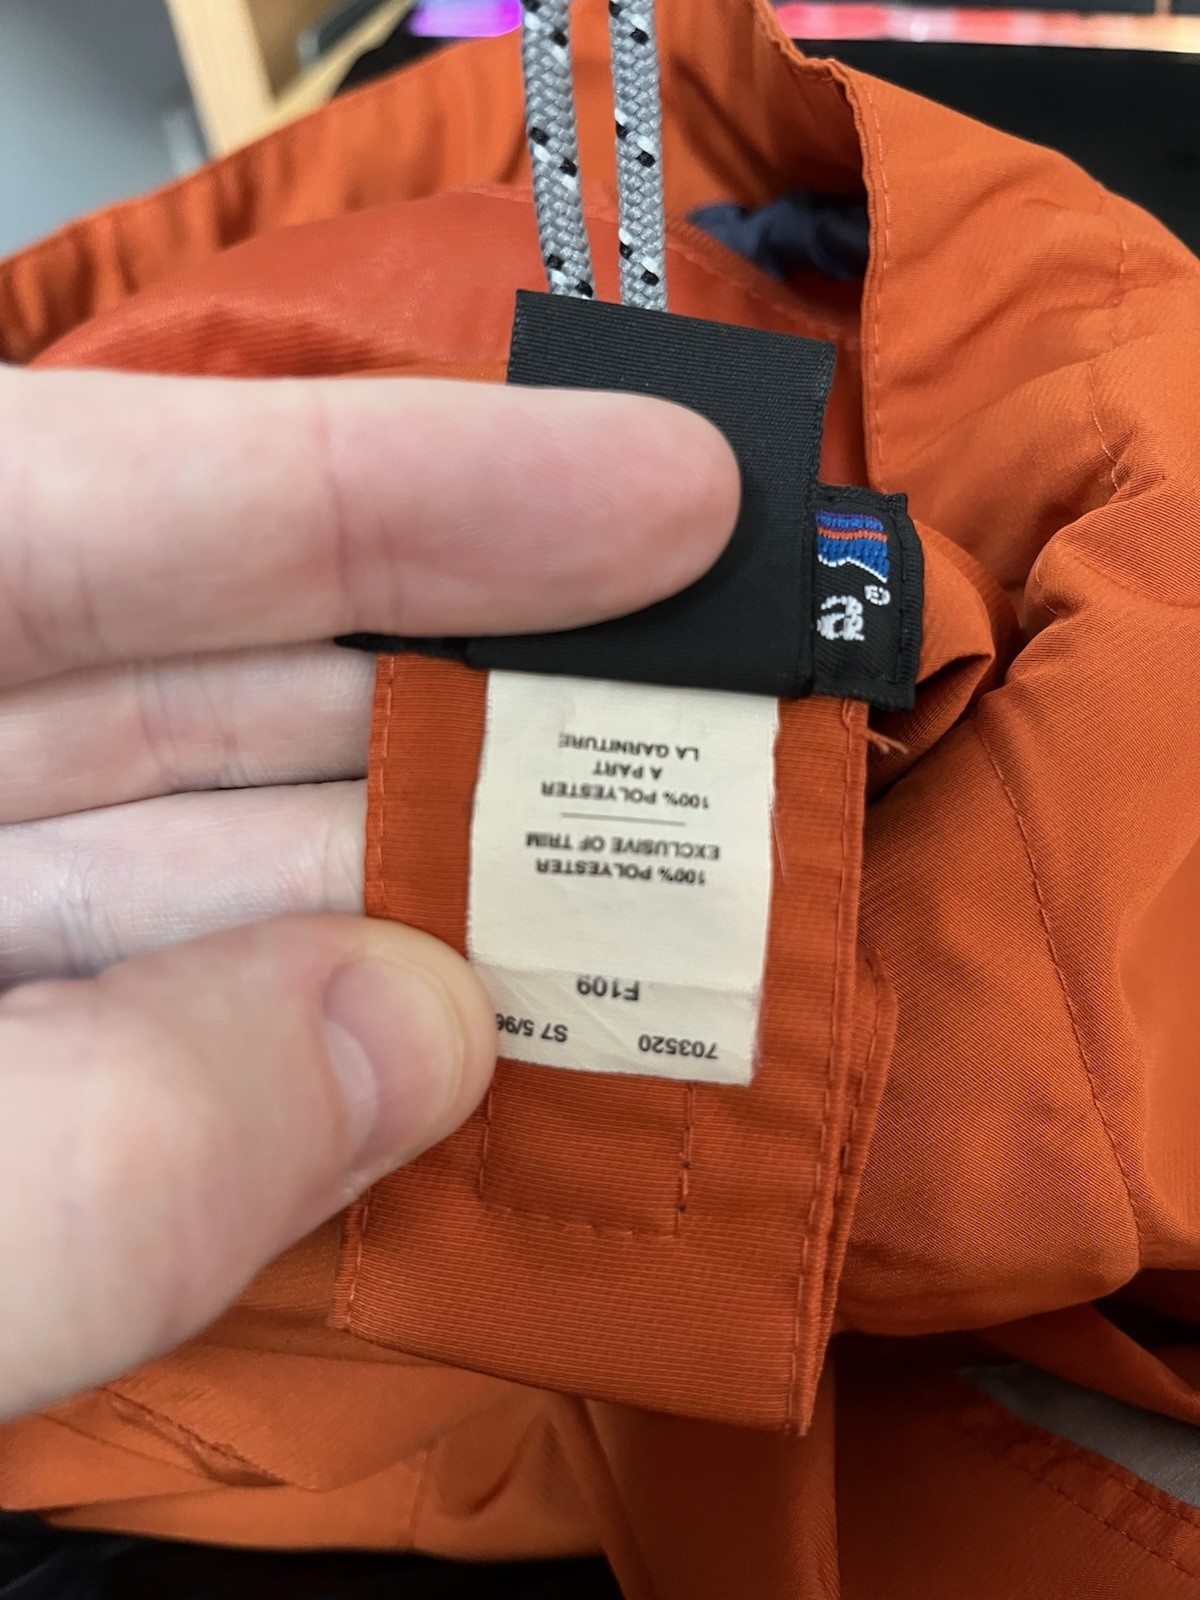 703520 S7 5/96
F109
100% POLYESTER
EXCLUSIVE OF TRIM
100% POLYESTER
A PART
LA GARNITURE
a®